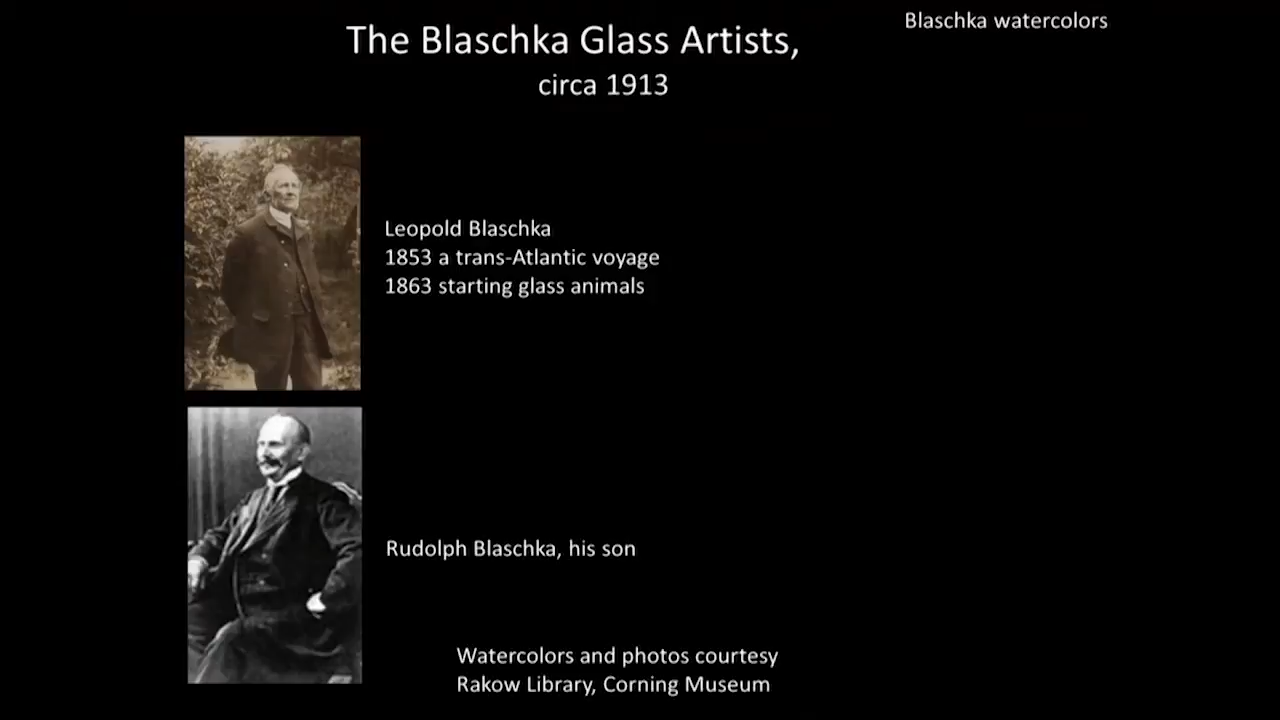 The Blaschka Glass Artists,
circa 1913
Blaschka watercolors
Leopold Blaschka
1853 a trans-Atlantic voyage
1863 starting glass animals
Rudolph Blaschka, his son
Watercolors and photos courtesy
Rakow Library, Corning Museum